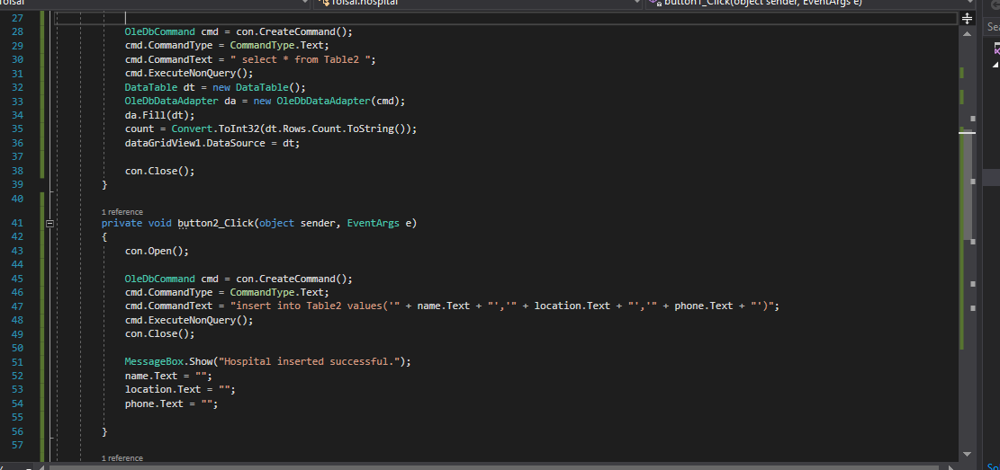 foisal.hospital
button1_Click(object sender, EventArgs e)
27
28 OleDbCommand cmd = con.CreateCommand();
29 cmd.CommandType = CommandType.Text;
30 cmd.CommandText = " select * from Table2 ";
31 cmd.ExecuteNonQuery();
32 DataTable dt = new DataTable();
33 OleDbDataAdapter da = new OleDbDataAdapter(cmd);
34 da.Fill(dt);
35 count = Convert.ToInt32(dt.Rows.Count.ToString());
36 dataGridView1.DataSource = dt;
37
38 con.Close();
39 }
40
1 reference
41 private void button2_Click(object sender, EventArgs e)
42 {
43 con.Open();
44
45 OleDbCommand cmd = con.CreateCommand();
46 cmd.CommandType = CommandType.Text;
47 cmd.CommandText = "insert into Table2 values('" + name.Text + "','" + location.Text + "','" + phone.Text + "')";
48 cmd.ExecuteNonQuery();
49 con.Close();
50
51 MessageBox.Show("Hospital inserted successful.");
52 name.Text = "";
53 location.Text = "";
54 phone.Text = "";
55
56 }
57
1 reference